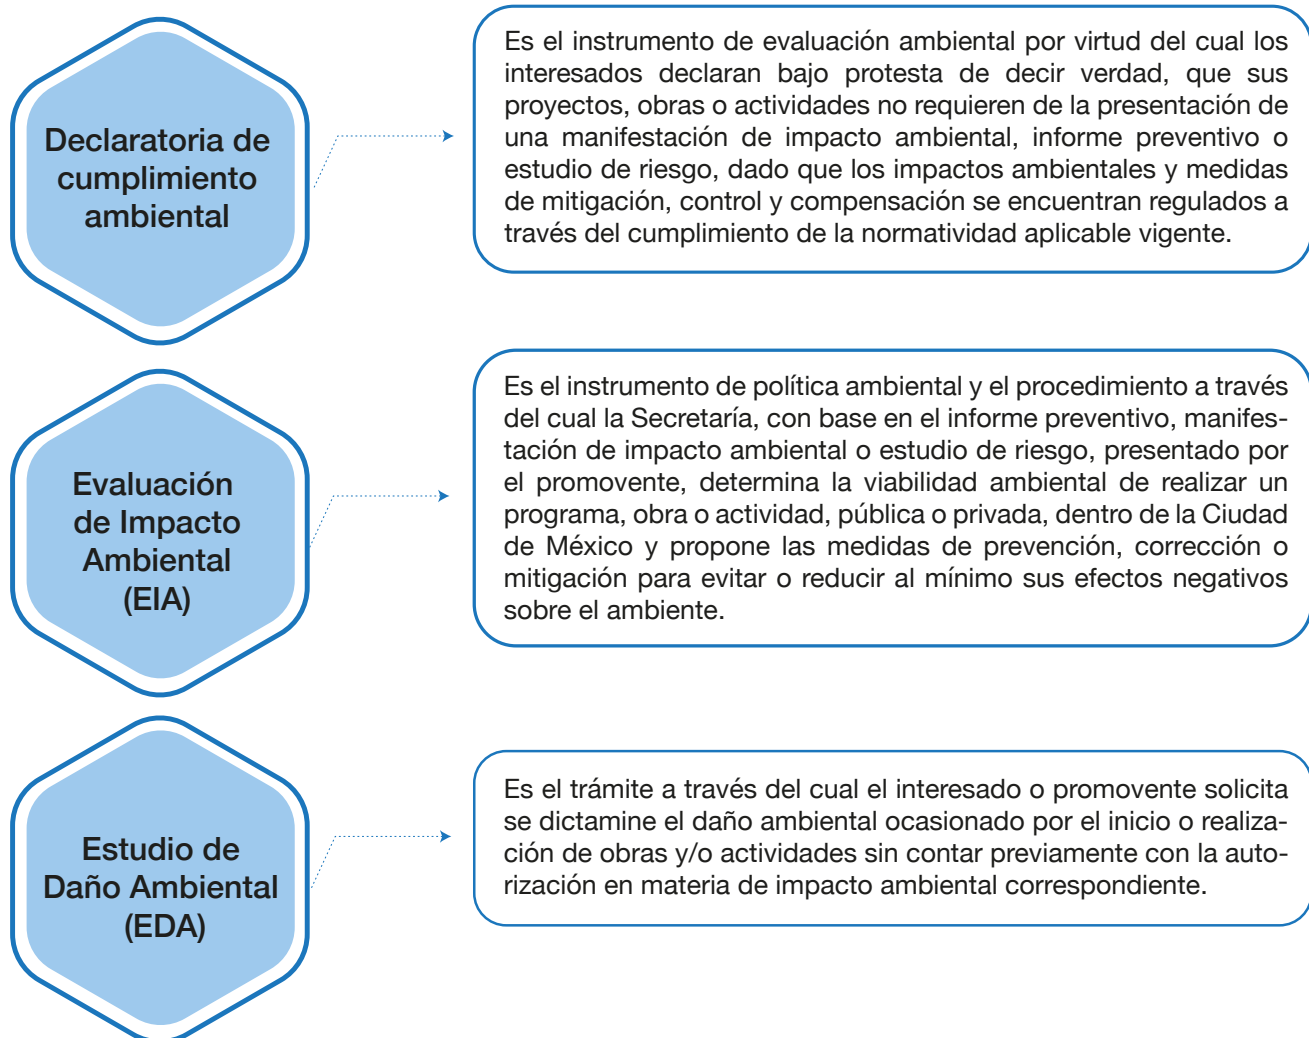 Declaratoria de
cumplimiento
ambiental
Es el instrumento de evaluación ambiental por virtud del cual los
interesados declaran bajo protesta de decir verdad, que sus
proyectos, obras o actividades no requieren de la presentación de
una manifestación de impacto ambiental, informe preventivo o
estudio de riesgo, dado que los impactos ambientales y medidas
de mitigación, control y compensación se encuentran regulados a
través del cumplimiento de la normatividad aplicable vigente.
Evaluación
de Impacto
Ambiental
(EIA)
Es el instrumento de política ambiental y el procedimiento a través
del cual la Secretaría, con base en el informe preventivo, manifes-
tación de impacto ambiental o estudio de riesgo, presentado por
el promovente, determina la viabilidad ambiental de realizar un
programa, obra o actividad, pública o privada, dentro de la Ciudad
de México y propone las medidas de prevención, corrección o
mitigación para evitar o reducir al mínimo sus efectos negativos
sobre el ambiente.
Estudio de
Daño Ambiental
(EDA)
Es el trámite a través del cual el interesado o promovente solicita
se dictamine el daño ambiental ocasionado por el inicio o realiza-
ción de obras y/o actividades sin contar previamente con la auto-
rización en materia de impacto ambiental correspondiente.